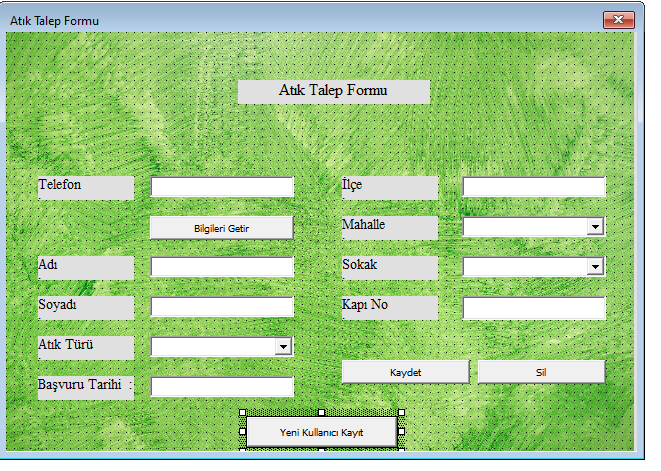 Atık Talep Formu
Atık Talep Formu
Telefon
İlçe
Bilgileri Getir
Mahalle
Adı
Sokak
Soyadı
Kapı No
Atık Türü
Kaydet
Sil
Başvuru Tarihi :
Yeni Kullanıcı Kayıt